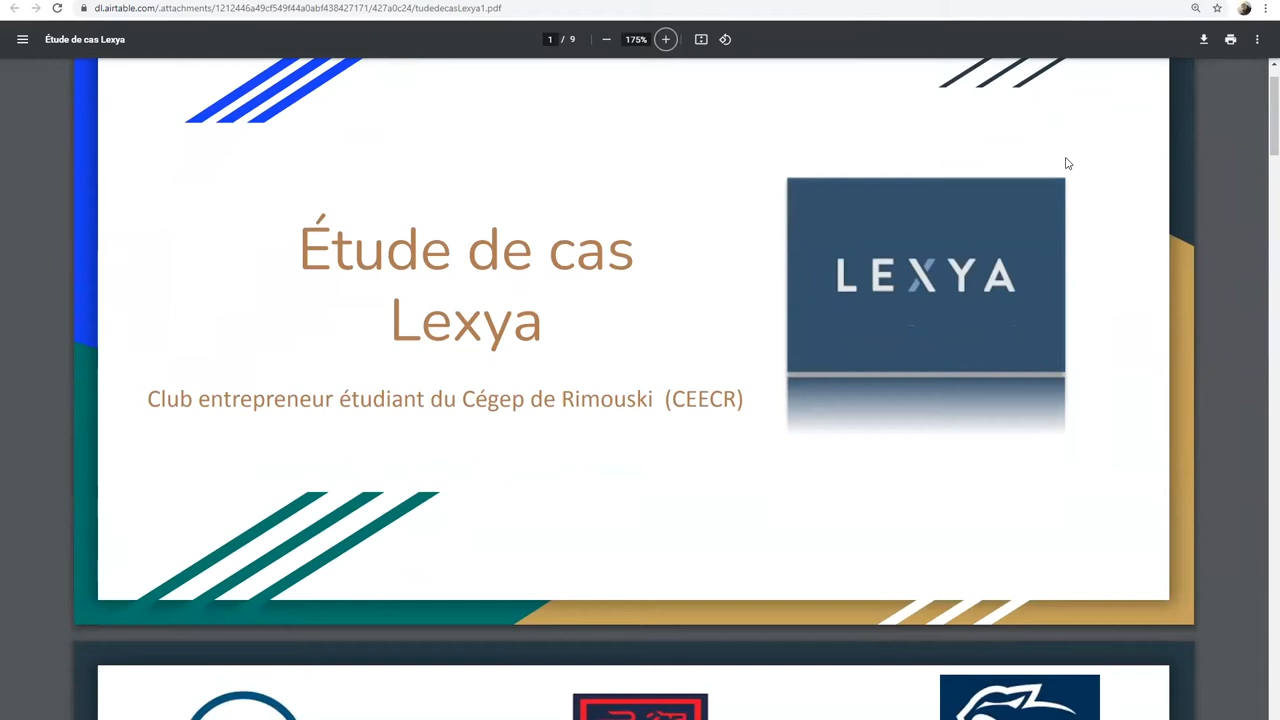 dl.airtable.com/.attachments/1212446a49cf549f44a0abf438427171/427a0c24/tudedecasLexya1.pdf
Étude de cas Lexya
1 / 9
175%
Étude de cas
Lexya
LEXYA
Club entrepreneur étudiant du Cégep de Rimouski (CEECR)